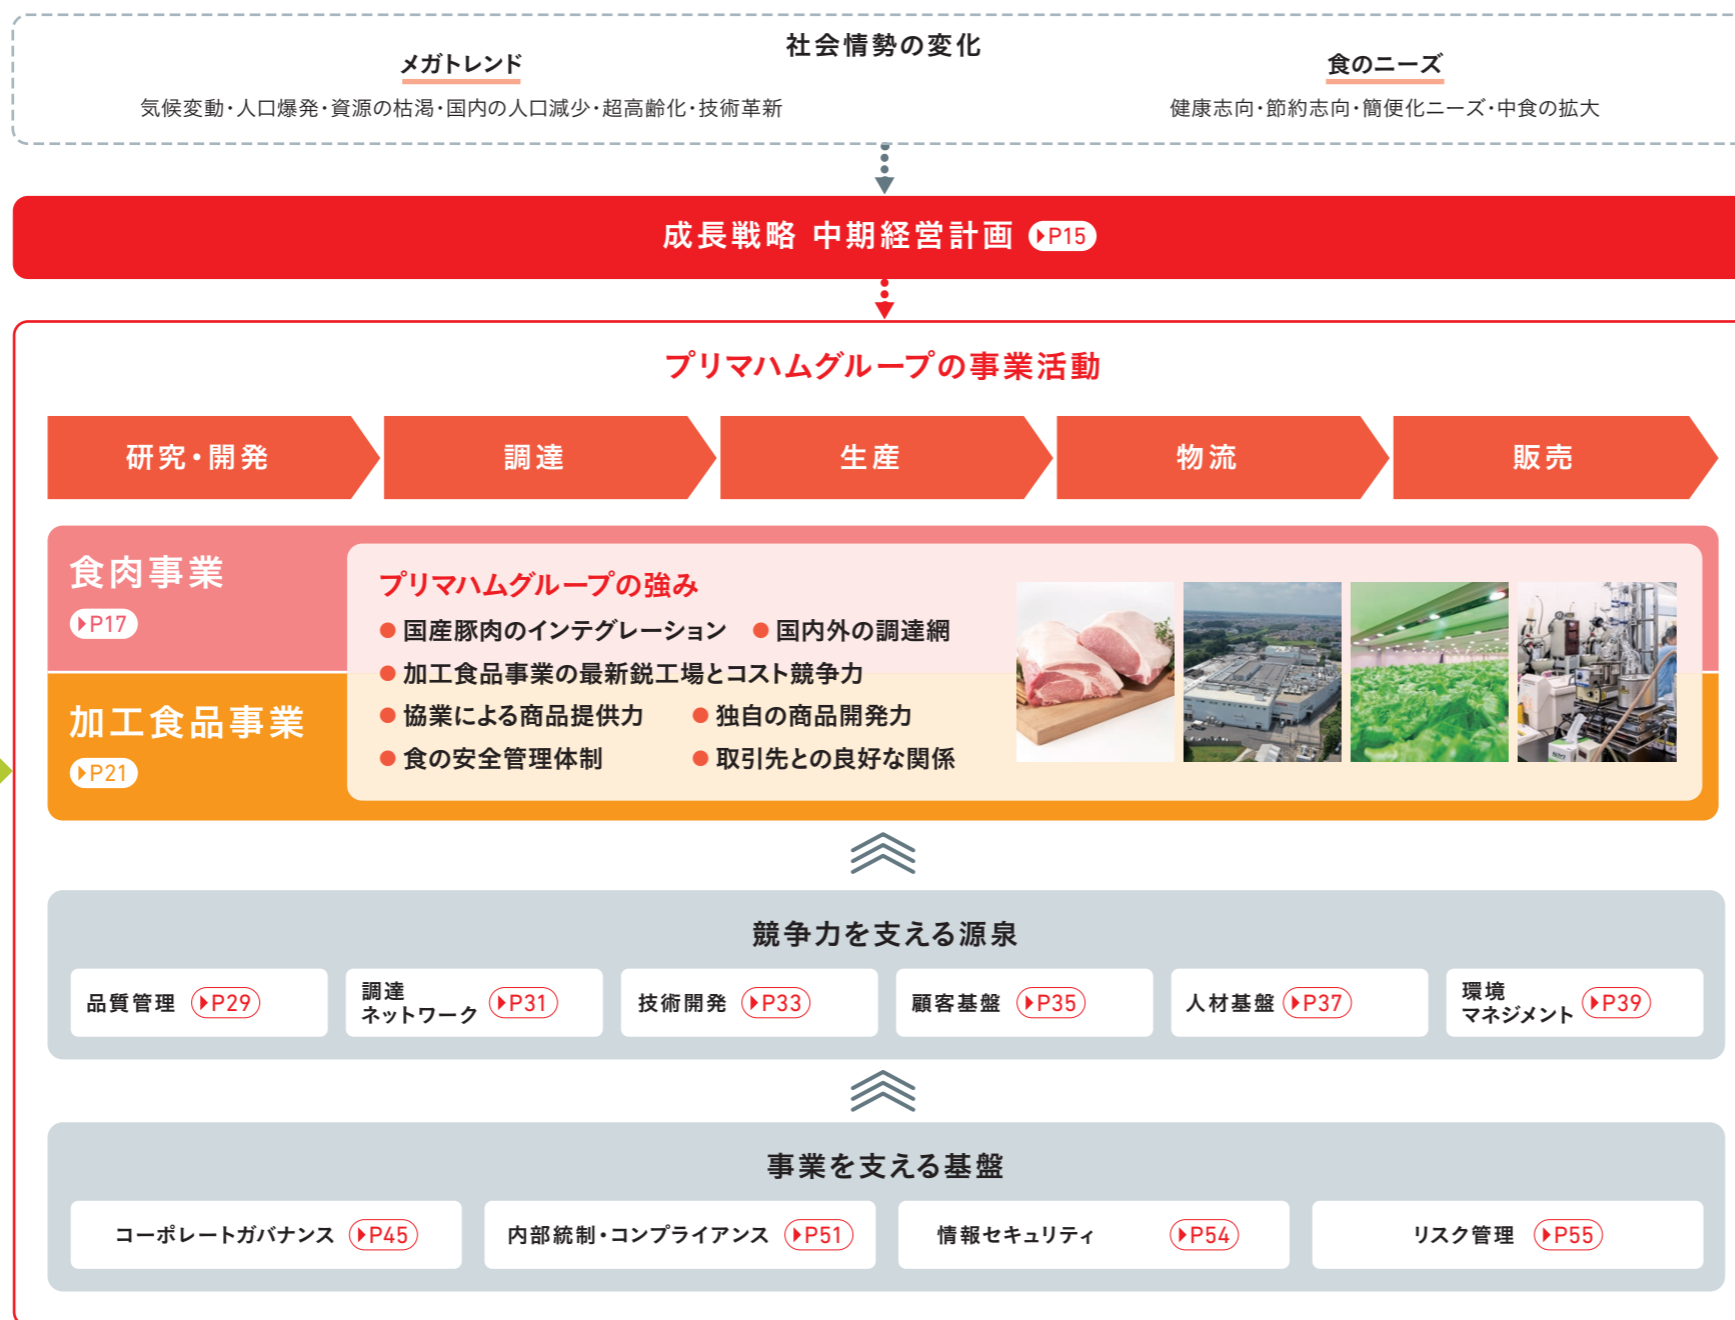 社会情勢の変化
メガトレンド
気候変動・人口爆発・資源の枯渇・国内の人口減少・超高齢化・技術革新
食のニーズ
健康志向・節約志向・簡便化ニーズ・中食の拡大
成長戦略 中期経営計画 P15
プリマハムグループの事業活動
研究・開発
調達
生産
物流
販売
食肉事業
P17
加工食品事業
P21
プリマハムグループの強み
● 国産豚肉のインテグレーション ● 国内外の調達網
● 加工食品事業の最新鋭工場とコスト競争力
● 協業による商品提供力 ● 独自の商品開発力
● 食の安全管理体制 ● 取引先との良好な関係
競争力を支える源泉
品質管理 P29
調達
ネットワーク P31
技術開発 P33
顧客基盤 P35
人材基盤 P37
環境
マネジメント P39
事業を支える基盤
コーポレートガバナンス P45
内部統制・コンプライアンス P51
情報セキュリティ P54
リスク管理 P55